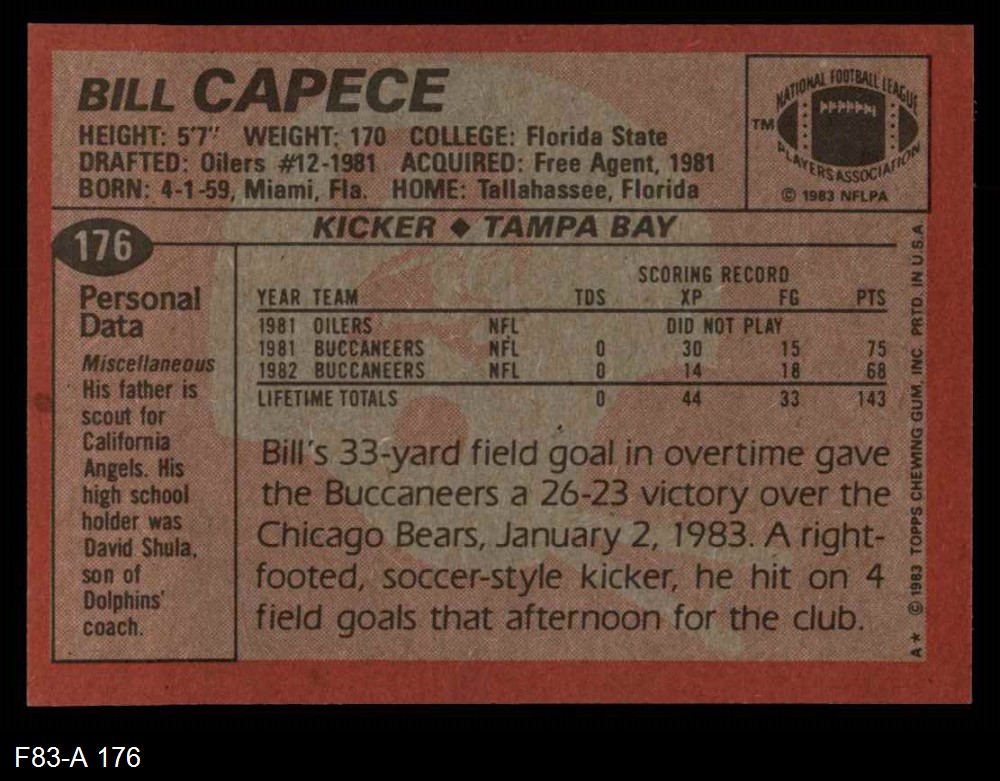 BILL CAPECE
HEIGHT: 5'7" WEIGHT: 170 COLLEGE: Florida State
DRAFTED: Oilers #12-1981 ACQUIRED: Free Agent, 1981
BORN: 4-1-59, Miami, Fla. HOME: Tallahassee, Florida
NATIONAL FOOTBALL LEAGUE
TM
PLAYERS ASSOCIATION
© 1983 NFLPA
KICKER ◆ TAMPA BAY
176
Personal
Data
Miscellaneous
His father is
scout for
California
Angels. His
high school
holder was
David Shula,
son of
Dolphins'
coach.
SCORING RECORD
YEAR TEAM TDS XP FG PTS
1981 OILERS NFL DID NOT PLAY
1981 BUCCANEERS NFL 0 30 15 75
1982 BUCCANEERS NFL 0 14 18 68
LIFETIME TOTALS 0 44 33 143
Bill's 33-yard field goal in overtime gave
the Buccaneers a 26-23 victory over the
Chicago Bears, January 2, 1983. A right-
footed, soccer-style kicker, he hit on 4
field goals that afternoon for the club.
A★ © 1983 TOPPS CHEWING GUM, INC. PRTD. IN U.S.A.
F83-A 176